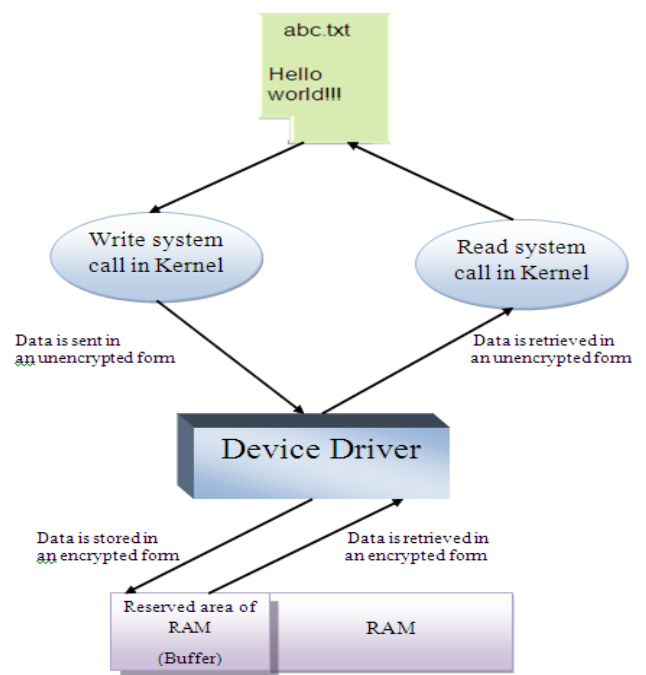 abc.txt
Hello
world!!!
Write system
call in Kernel
Read system
call in Kernel
Data is sent in
an unencrypted form
Data is retrieved in
an unencrypted form
Device Driver
Data is stored in
an encrypted form
Data is retrieved in
an encrypted form
Reserved area of
RAM
(Buffer)
RAM